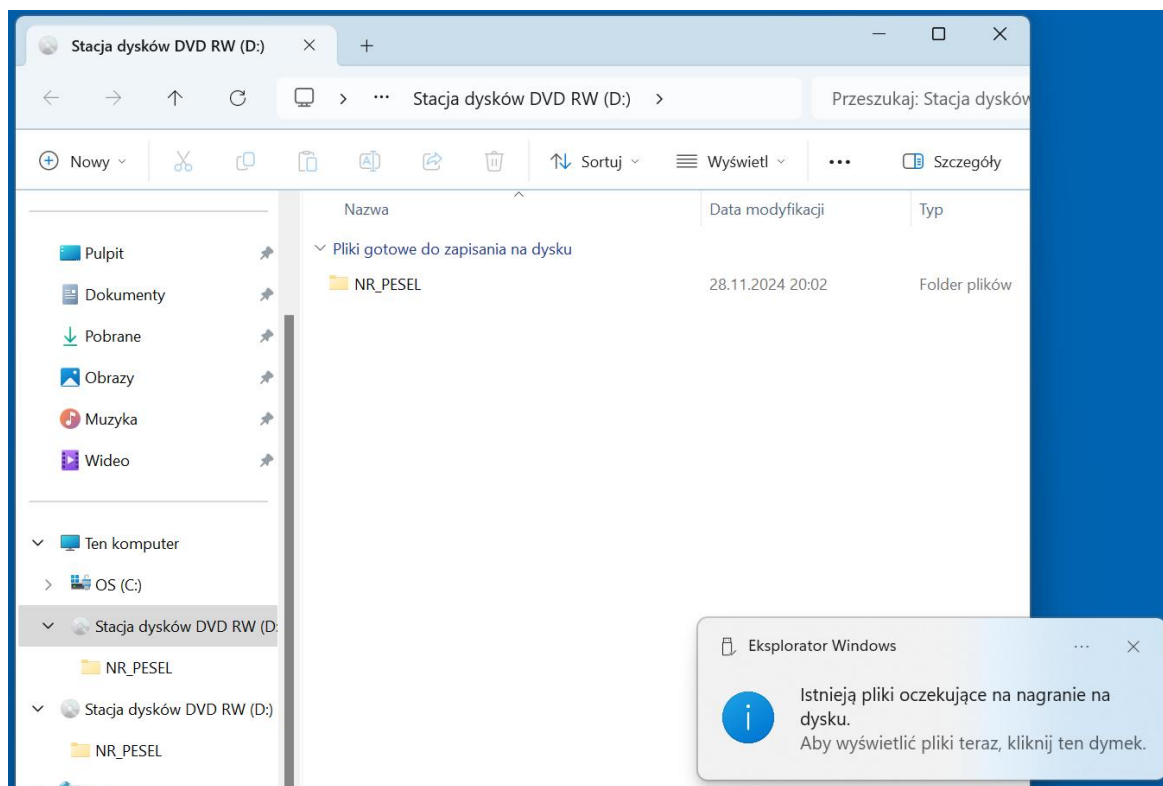 Stacja dysków DVD RW (D:)
Stacja dysków DVD RW (D:)
Przeszukaj: Stacja dysków
Nowy
Sortuj
Wyświetl
Szczegóły
Nazwa
Data modyfikacji
Typ
Pliki gotowe do zapisania na dysku
NR_PESEL
28.11.2024 20:02
Folder plików
Pulpit
Dokumenty
Pobrane
Obrazy
Muzyka
Wideo
Ten komputer
OS (C:)
Stacja dysków DVD RW (D:
NR_PESEL
Stacja dysków DVD RW (D:)
NR_PESEL
Eksplorator Windows
Istnieją pliki oczekujące na nagranie na
dysku.
Aby wyświetlić pliki teraz, kliknij ten dymek.